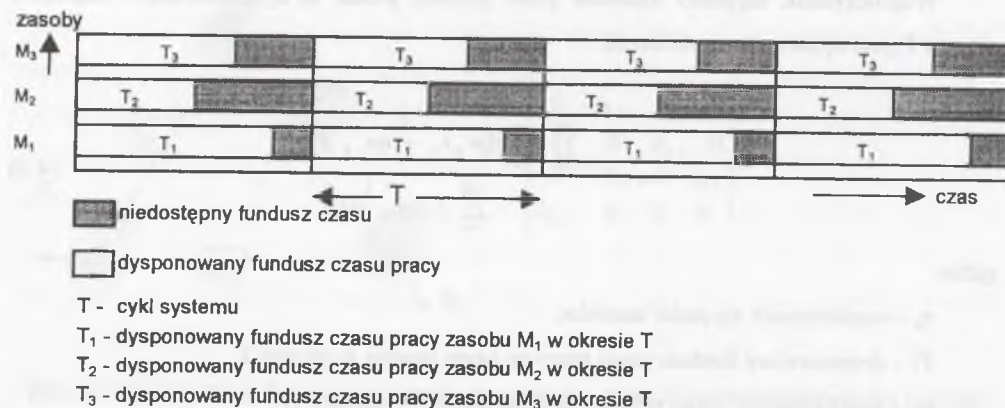 zasoby
M₃ T₃ T₃ T₃ T₃
M₂ T₂ T₂ T₂ T₂
M₁ T₁ T₁ T₁ T₁
T czas
niedostępny fundusz czasu
dysponowany fundusz czasu pracy
T - cykl systemu
T₁ - dysponowany fundusz czasu pracy zasobu M₁ w okresie T
T₂ - dysponowany fundusz czasu pracy zasobu M₂ w okresie T
T₃ - dysponowany fundusz czasu pracy zasobu M₃ w okresie T